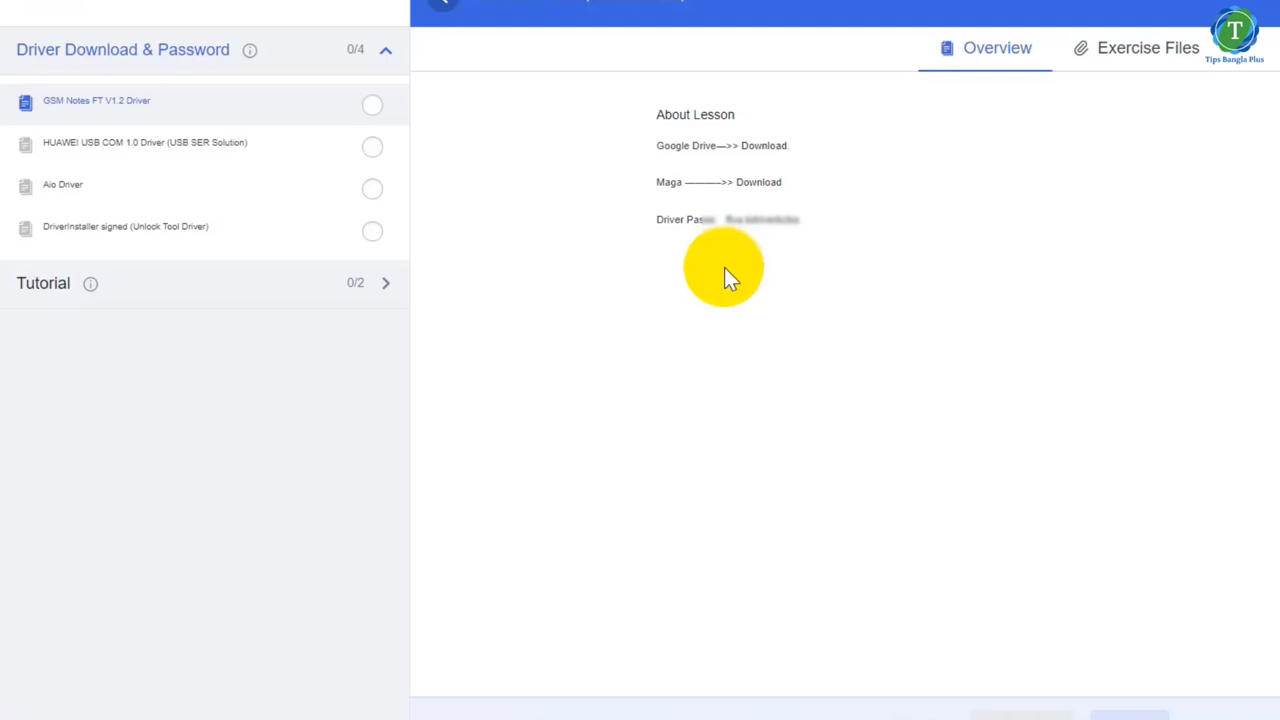 Driver Download & Password 0/4
GSM Notes FT V1.2 Driver
HUAWEI USB COM 1.0 Driver (USB SER Solution)
Aio Driver
DriverInstaller signed (Unlock Tool Driver)
Tutorial 0/2
Overview
Exercise Files
T
Tips Bangla Plus
About Lesson
Google Drive—>> Download.
Maga ———>> Download
Driver